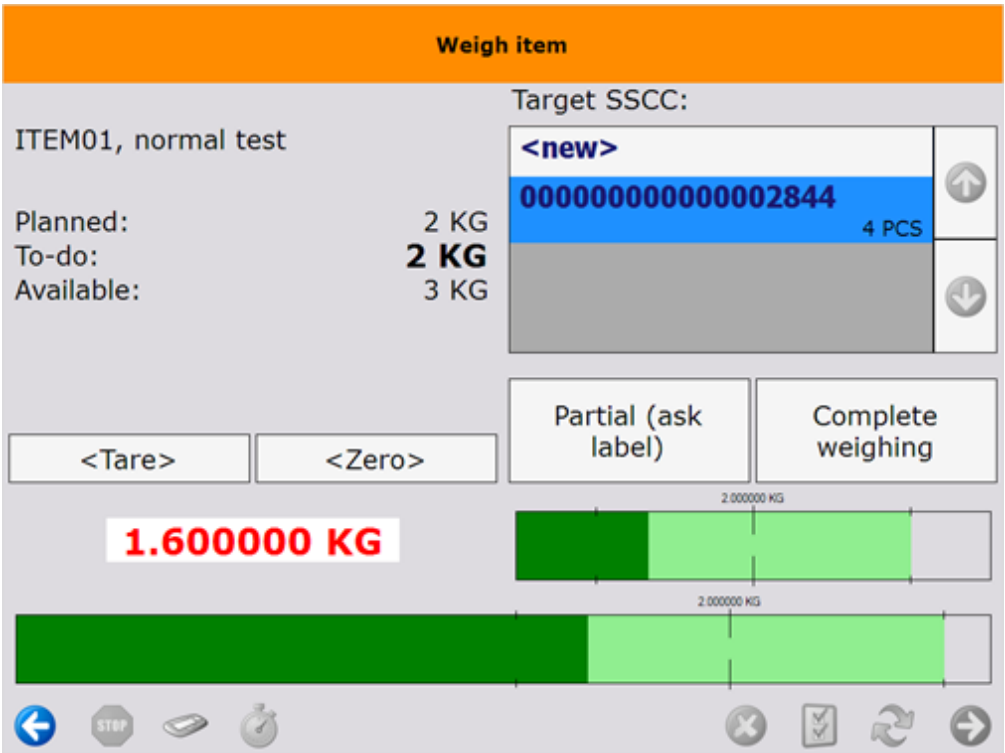 Weigh item
Target SSCC:
ITEM01, normal test
<new>
000000000000002844
4 PCS
Planned: 2 KG
To-do: 2 KG
Available: 3 KG
Partial (ask
label)
Complete
weighing
<Tare>
<Zero>
2.000000 KG
1.600000 KG
2.000000 KG
STOP